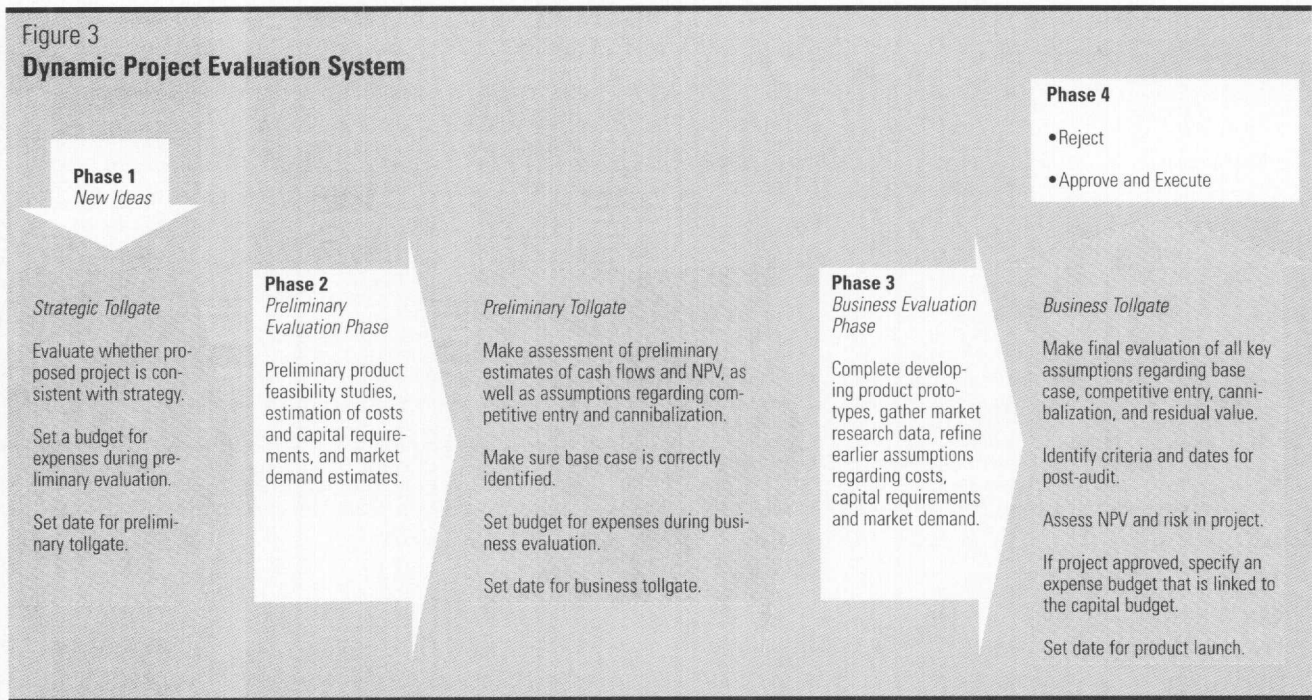 Figure 3
Dynamic Project Evaluation System
Phase 1
New Ideas
Strategic Tollgate
Evaluate whether pro-
posed project is con-
sistent with strategy.
Set a budget for
expenses during pre-
liminary evaluation.
Set date for prelimi-
nary tollgate.
Phase 2
Preliminary
Evaluation Phase
Preliminary product
feasibility studies,
estimation of costs
and capital require-
ments, and market
demand estimates.
Preliminary Tollgate
Make assessment of preliminary
estimates of cash flows and NPV, as
well as assumptions regarding com-
petitive entry and cannibalization.
Make sure base case is correctly
identified.
Set budget for expenses during busi-
ness evaluation.
Set date for business tollgate.
Phase 3
Business Evaluation
Phase
Complete develop-
ing product proto-
types, gather market
research data, refine
earlier assumptions
regarding costs,
capital requirements
and market demand.
Phase 4
•Reject
•Approve and Execute
Business Tollgate
Make final evaluation of all key
assumptions regarding base
case, competitive entry, canni-
balization, and residual value.
Identify criteria and dates for
post-audit.
Assess NPV and risk in project.
If project approved, specify an
expense budget that is linked to
the capital budget.
Set date for product launch.